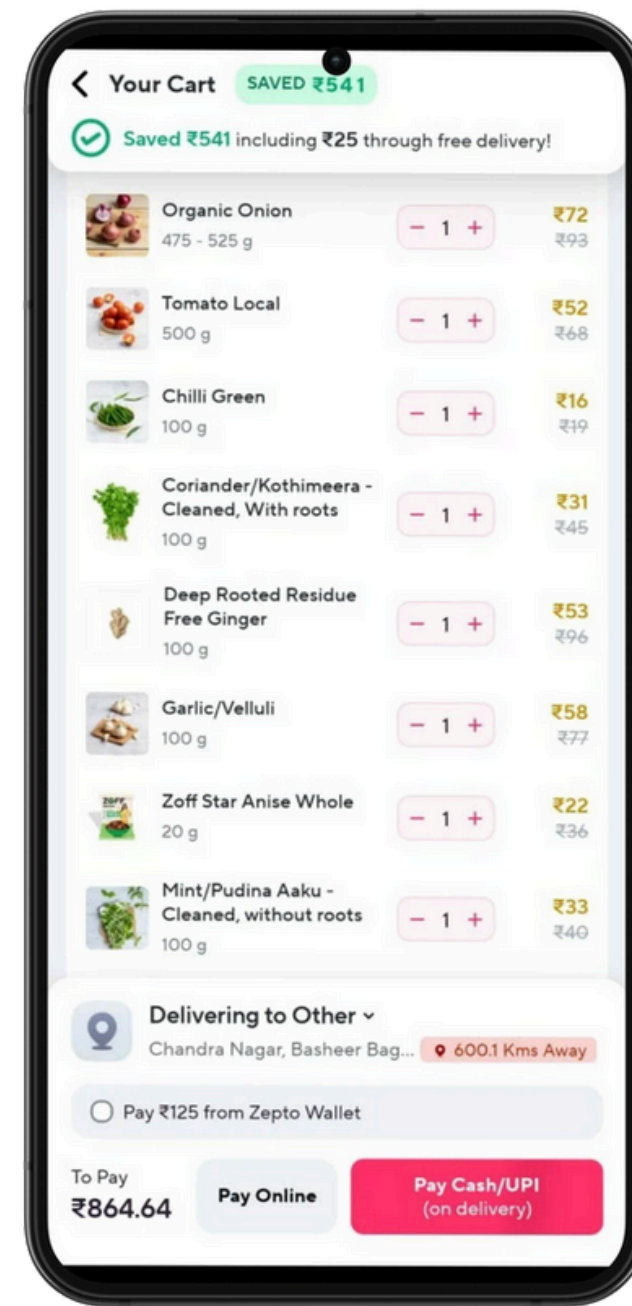 Your Cart SAVED ₹541
Saved ₹541 including ₹25 through free delivery!
Organic Onion
475 - 525 g
− 1 +
₹72
₹93
Tomato Local
500 g
− 1 +
₹52
₹68
Chilli Green
100 g
− 1 +
₹16
₹19
Coriander/Kothimeera -
Cleaned, With roots
100 g
− 1 +
₹31
₹45
Deep Rooted Residue
Free Ginger
100 g
− 1 +
₹53
₹96
Garlic/Velluli
100 g
− 1 +
₹58
₹77
Zoff Star Anise Whole
20 g
− 1 +
₹22
₹36
Mint/Pudina Aaku -
Cleaned, without roots
100 g
− 1 +
₹33
₹40
Delivering to Other
Chandra Nagar, Basheer Bag... 600.1 Kms Away
Pay ₹125 from Zepto Wallet
To Pay
₹864.64
Pay Online
Pay Cash/UPI
(on delivery)
ZOFF